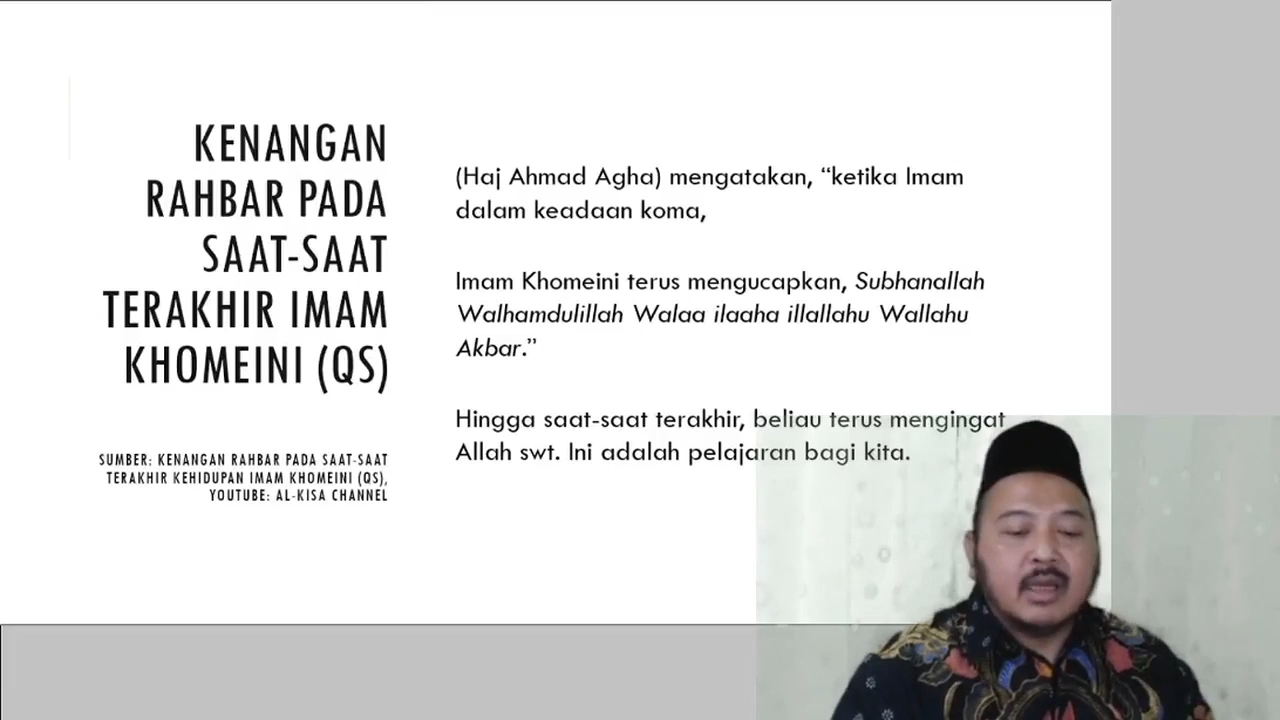 KENANGAN
RAHBAR PADA
SAAT-SAAT
TERAKHIR IMAM
KHOMEINI (QS)
SUMBER: KENANGAN RAHBAR PADA SAAT-SAAT
TERAKHIR KEHIDUPAN IMAM KHOMEINI (QS),
YOUTUBE: AL-KISA CHANNEL
(Haj Ahmad Agha) mengatakan, “ketika Imam
dalam keadaan koma,
Imam Khomeini terus mengucapkan, Subhanallah
Walhamdulillah Walaa ilaaha illallahu Wallahu
Akbar.”
Hingga saat-saat terakhir, beliau terus mengingat
Allah swt. Ini adalah pelajaran bagi kita.